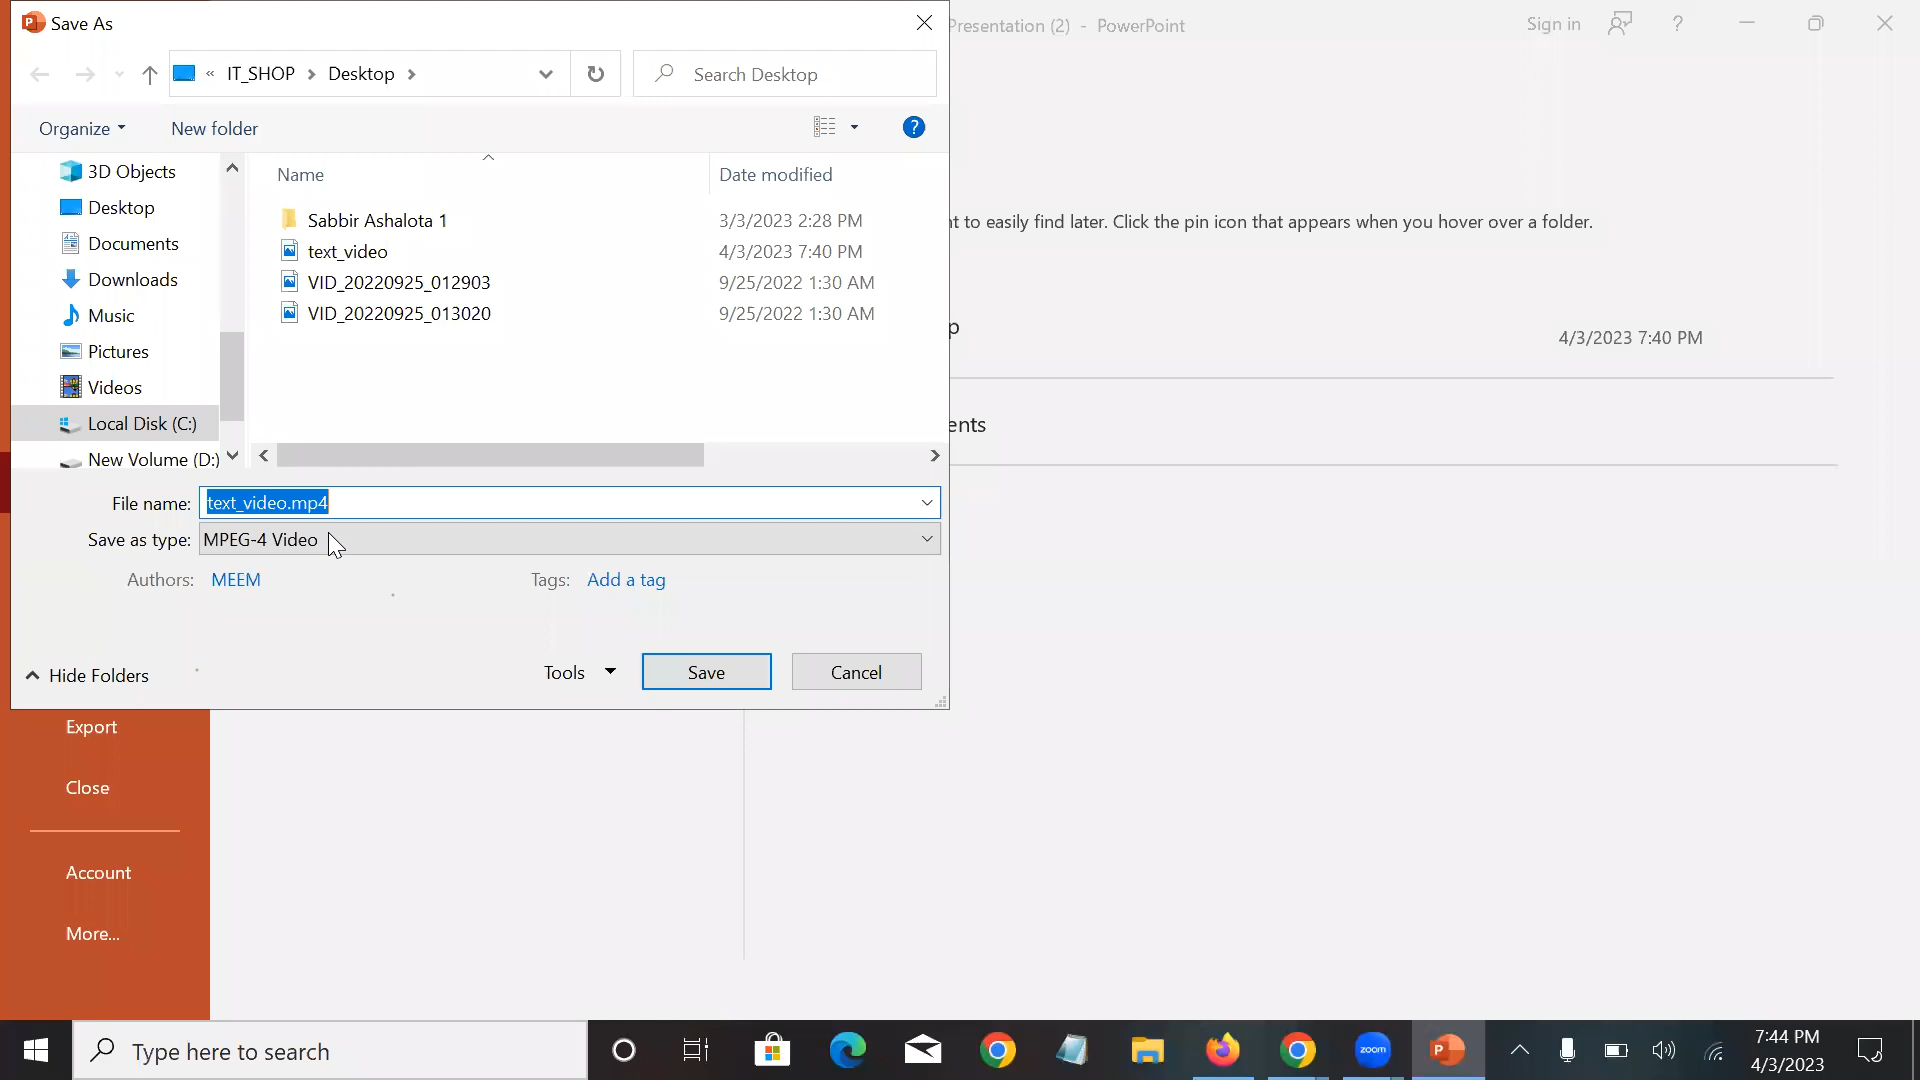 Save As
Presentation (2) - PowerPoint
Sign in
?
« IT_SHOP > Desktop >
Search Desktop
Organize
New folder
?
3D Objects
Desktop
Documents
Downloads
Music
Pictures
Videos
Local Disk (C:)
New Volume (D:)
Name
Date modified
Sabbir Ashalota 1
3/3/2023 2:28 PM
text_video
4/3/2023 7:40 PM
VID_20220925_012903
9/25/2022 1:30 AM
VID_20220925_013020
9/25/2022 1:30 AM
nt to easily find later. Click the pin icon that appears when you hover over a folder.
p
4/3/2023 7:40 PM
ents
File name: text_video.mp4
Save as type: MPEG-4 Video
Authors: MEEM
Tags: Add a tag
Hide Folders
Tools
Save
Cancel
Export
Close
Account
More...
Type here to search
zoom
7:44 PM
4/3/2023